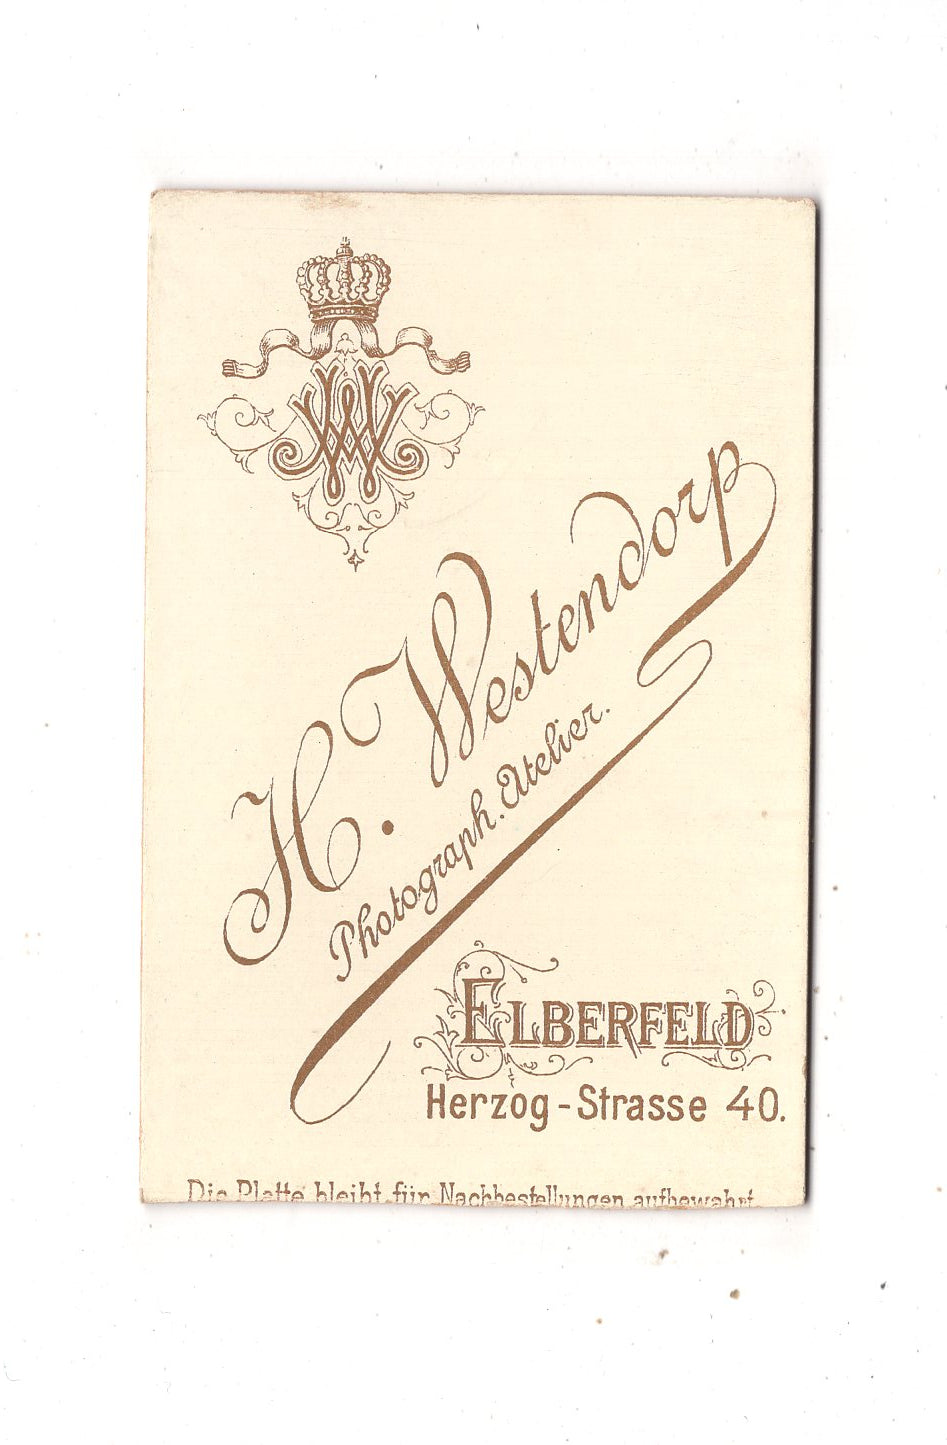 H. Westendorp
Photograph. Atelier.
ELBERFELD
Herzog-Strasse 40.
Die Platte bleibt für Nachbestellungen aufbewahrt